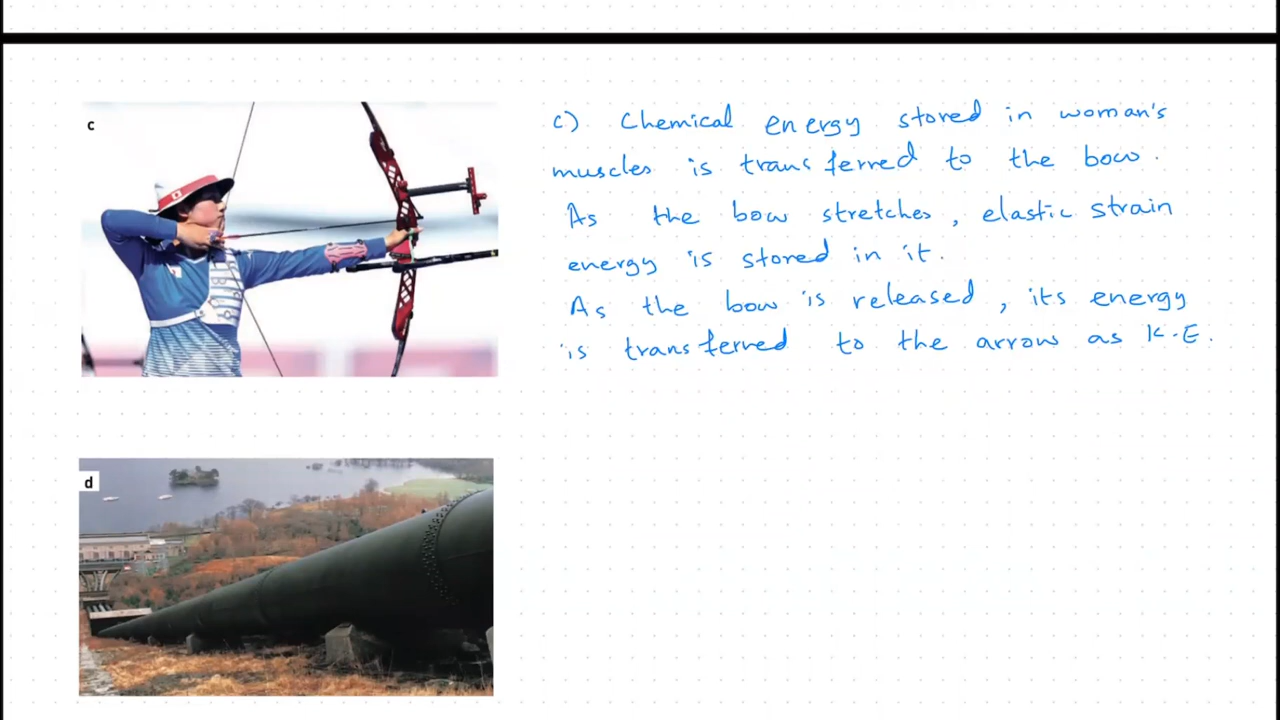 c
c) Chemical energy stored in woman's
muscles is transferred to the bow.
As the bow stretches, elastic strain
energy is stored in it.
As the bow is released, its energy
is transferred to the arrow as K.E.
d